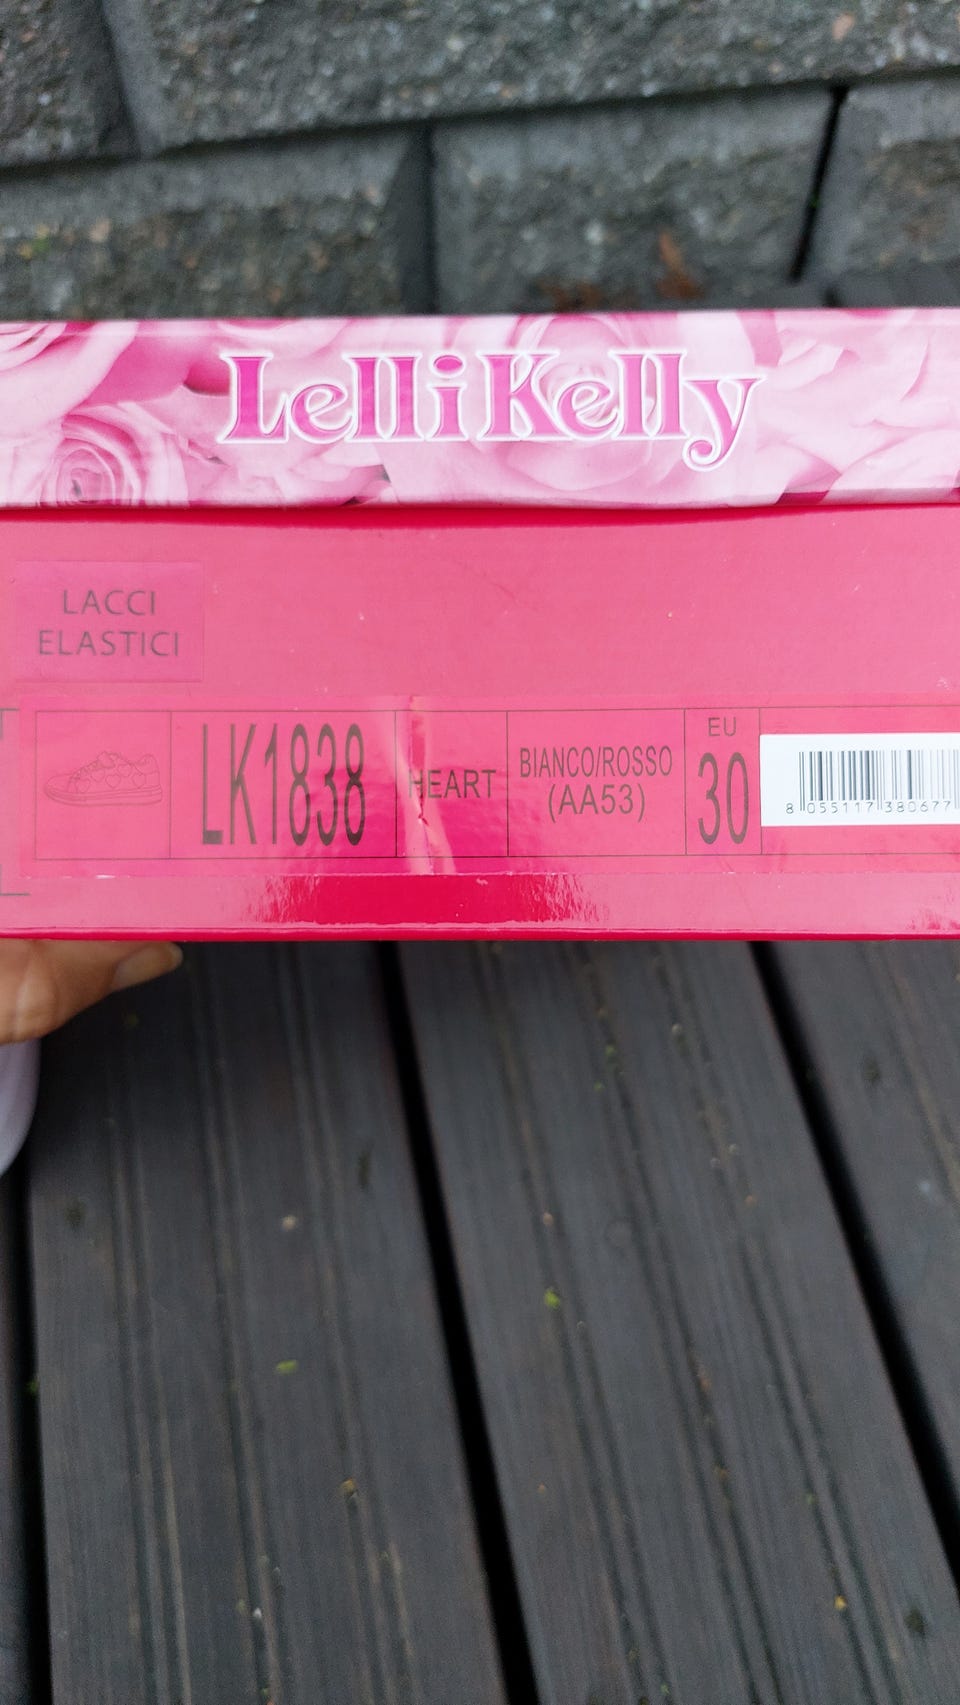 Lelli Kelly
LACCI
ELASTICI
LK1838
HEART
BIANCO/ROSSO
(AA53)
EU
30
8 055117 380677